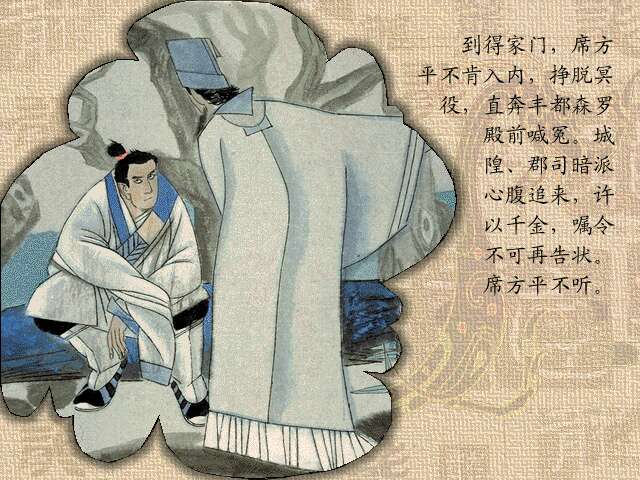 到得家门，席方
平不肯入内，挣脱冥
役，直奔丰都森罗
殿前喊冤。城
隍、郡司暗派
心腹追来，许
以千金，嘱令
不可再告状。
席方平不听。